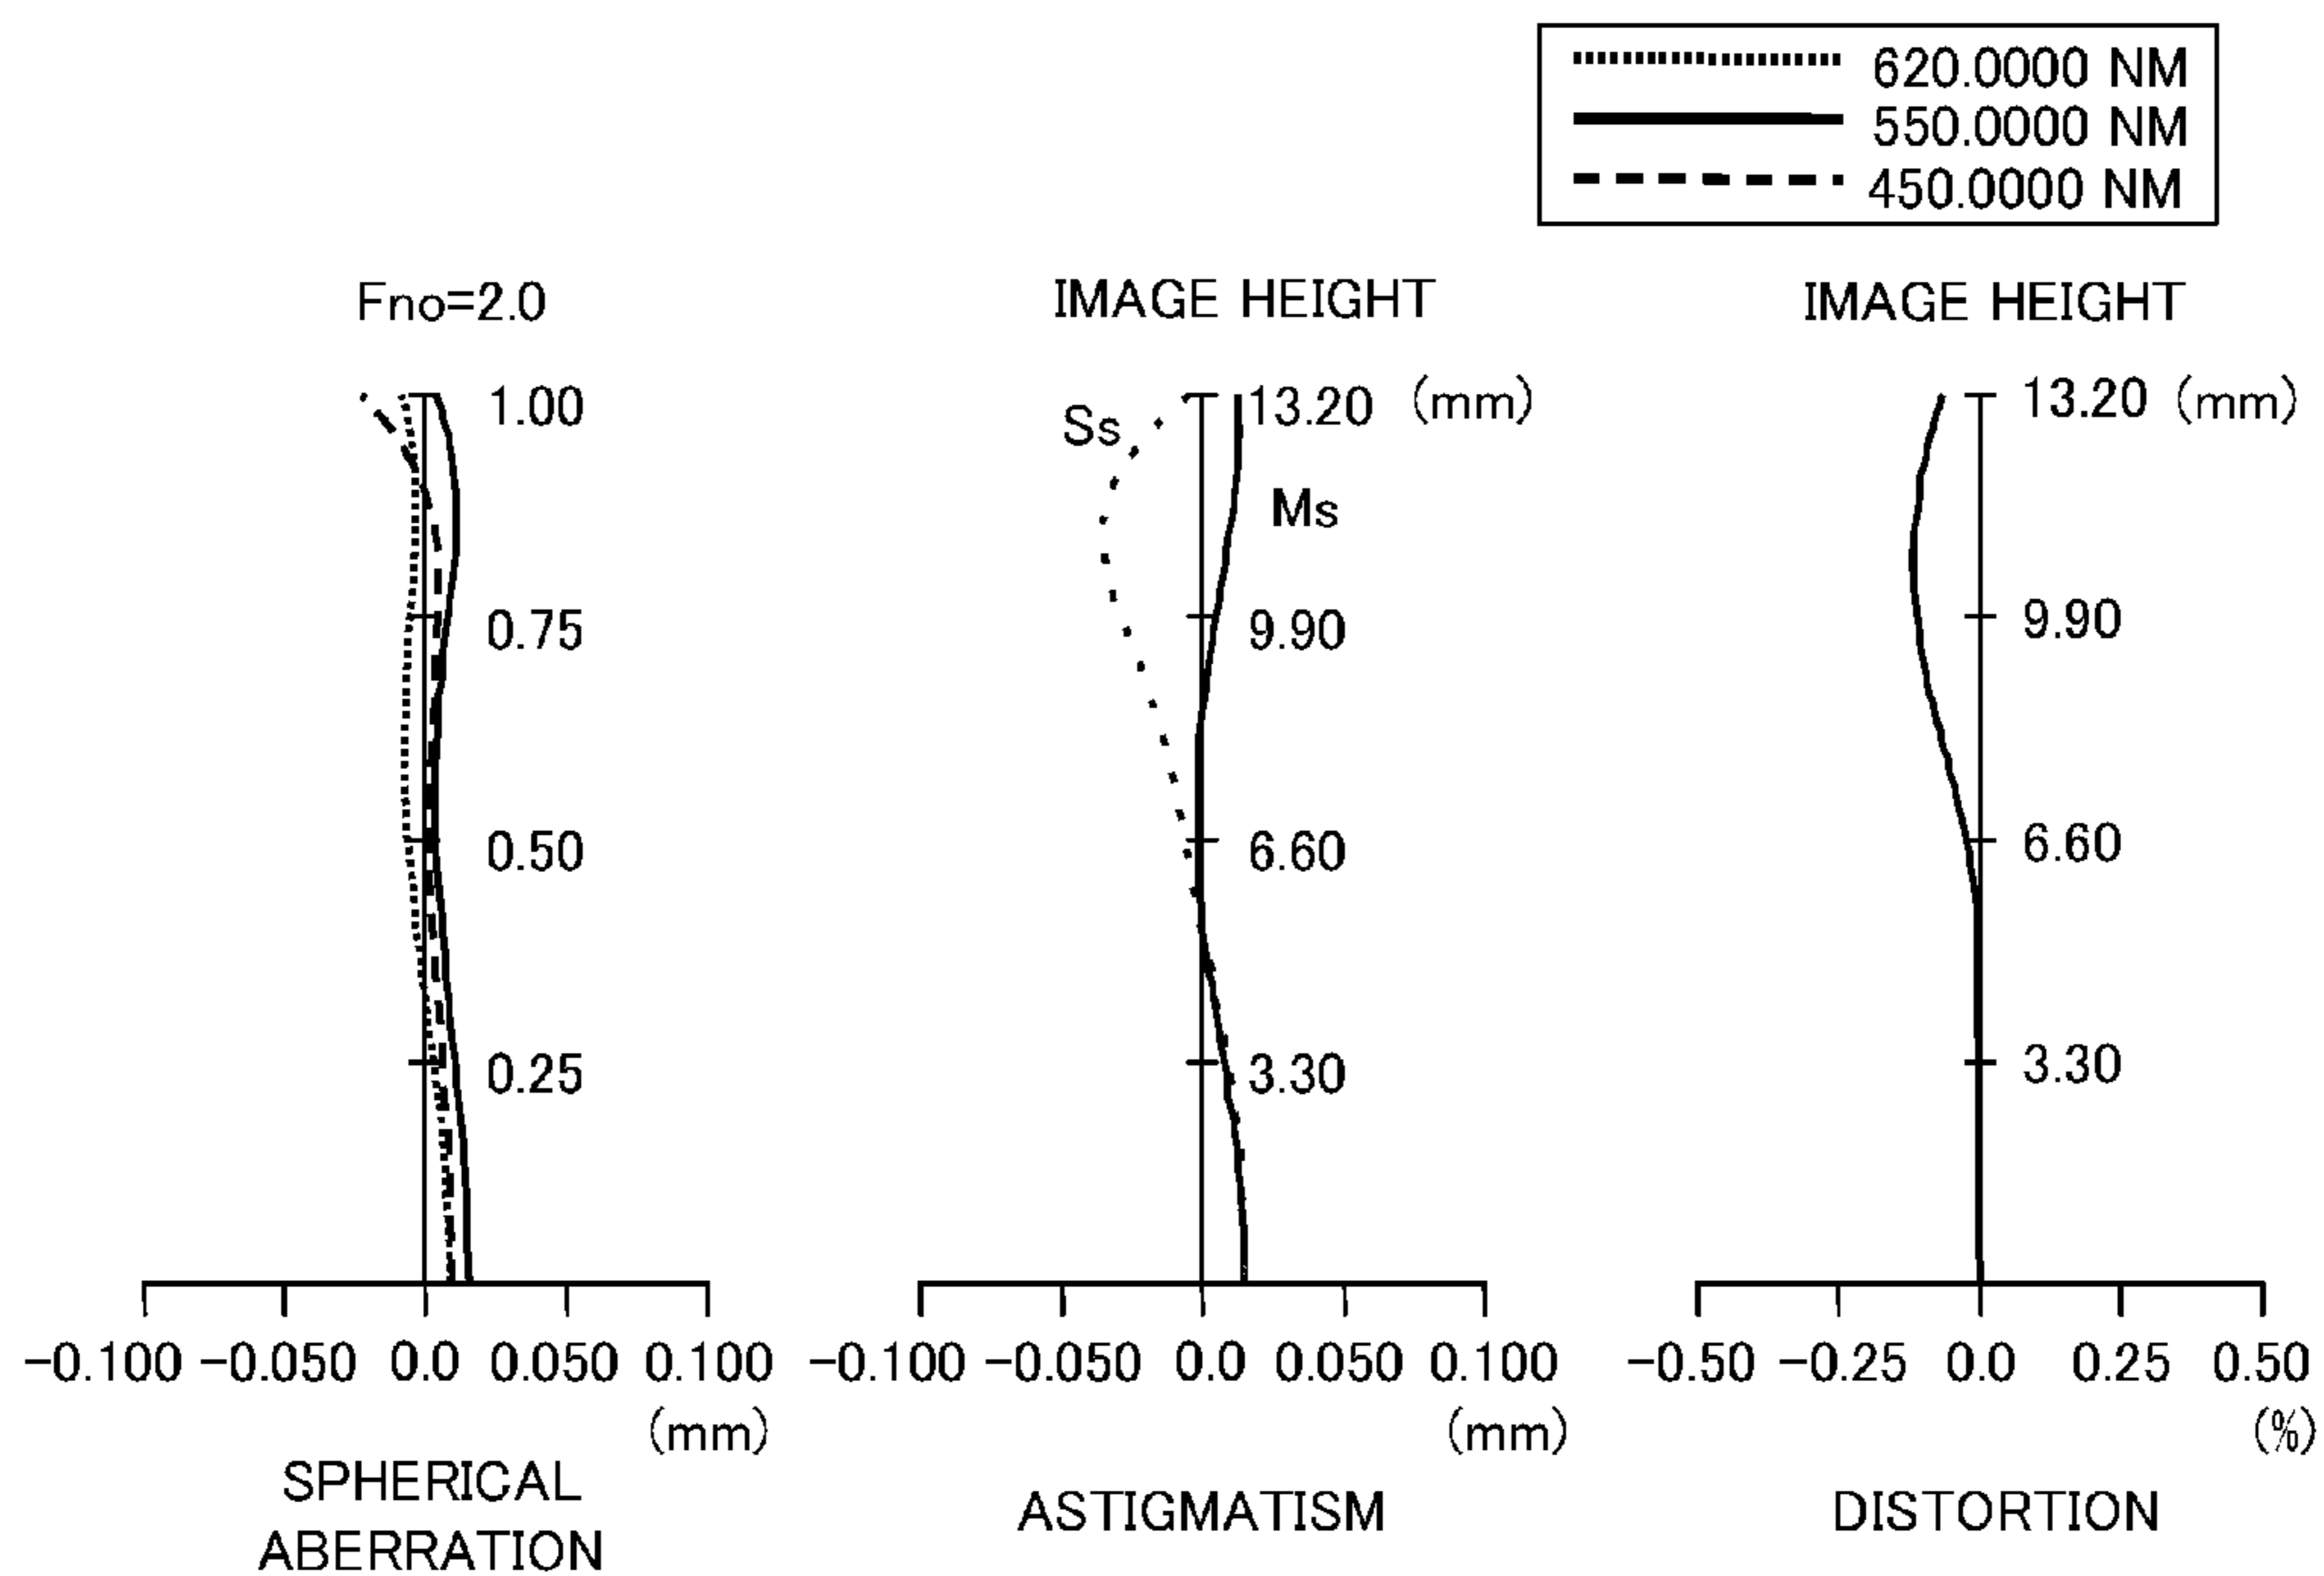 620.0000 NM
550.0000 NM
450.0000 NM
Fno=2.0
1.00
0.75
0.50
0.25
−0.100 −0.050 0.0 0.050 0.100
(mm)
SPHERICAL
ABERRATION
IMAGE HEIGHT
13.20 (mm)
Ss
Ms
9.90
6.60
3.30
−0.100 −0.050 0.0 0.050 0.100
(mm)
ASTIGMATISM
IMAGE HEIGHT
13.20 (mm)
9.90
6.60
3.30
−0.50 −0.25 0.0 0.25 0.50
(%)
DISTORTION